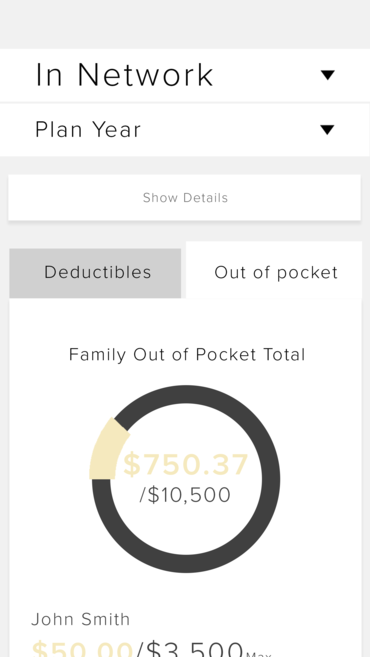 In Network
Plan Year
Show Details
Deductibles
Out of pocket
Family Out of Pocket Total
$750.37
/$10,500
John Smith
$50.00/$3,500 Max